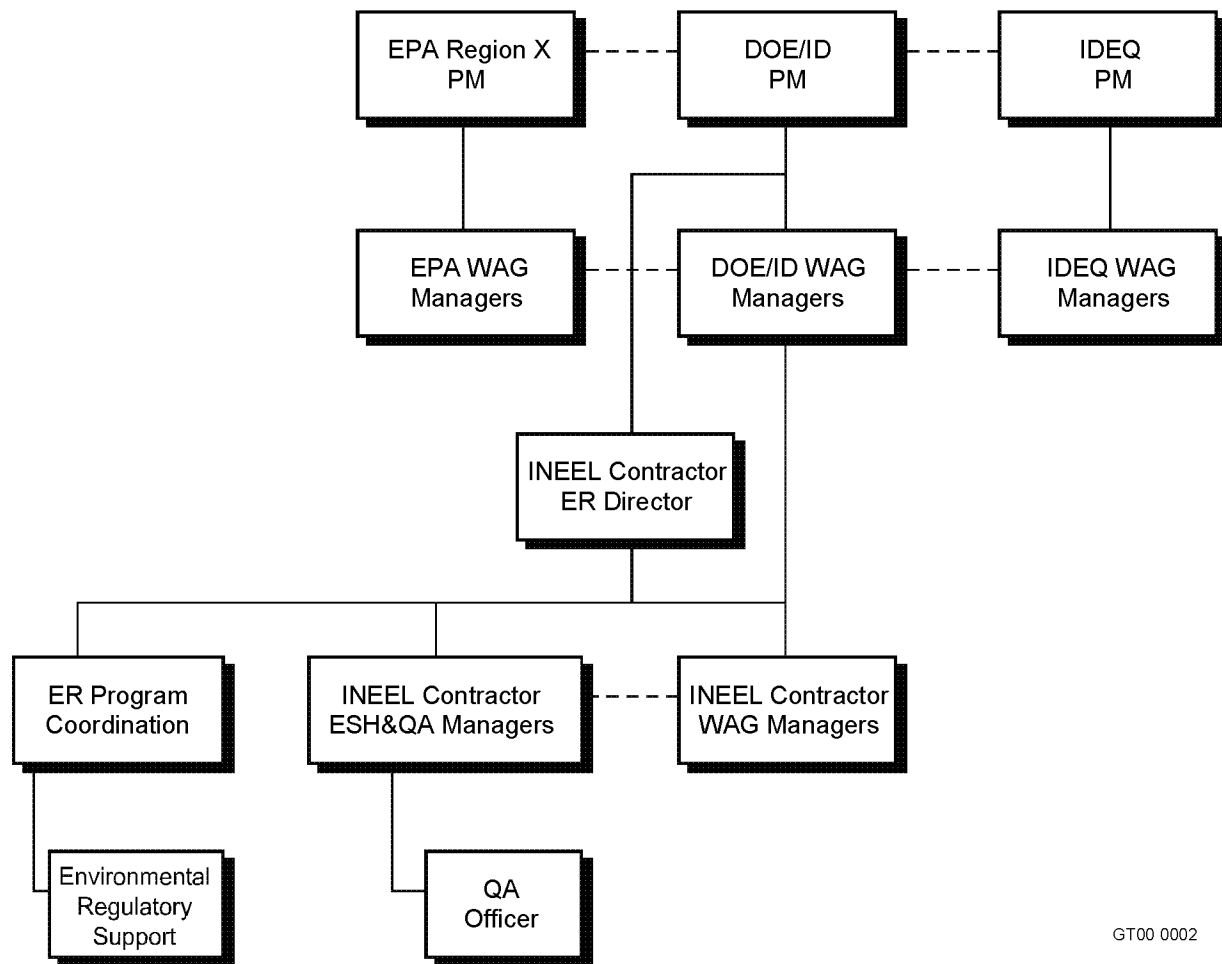 EPA Region X
PM
DOE/ID
PM
IDEQ
PM
EPA WAG
Managers
DOE/ID WAG
Managers
IDEQ WAG
Managers
INEEL Contractor
ER Director
ER Program
Coordination
INEEL Contractor
ESH&QA Managers
INEEL Contractor
WAG Managers
Environmental
Regulatory
Support
QA
Officer
GT00 0002